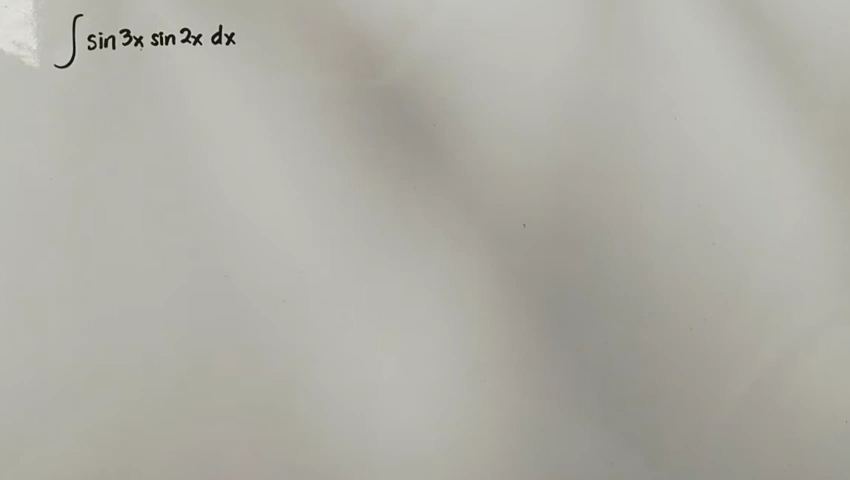 ∫ sin 3x sin 2x dx